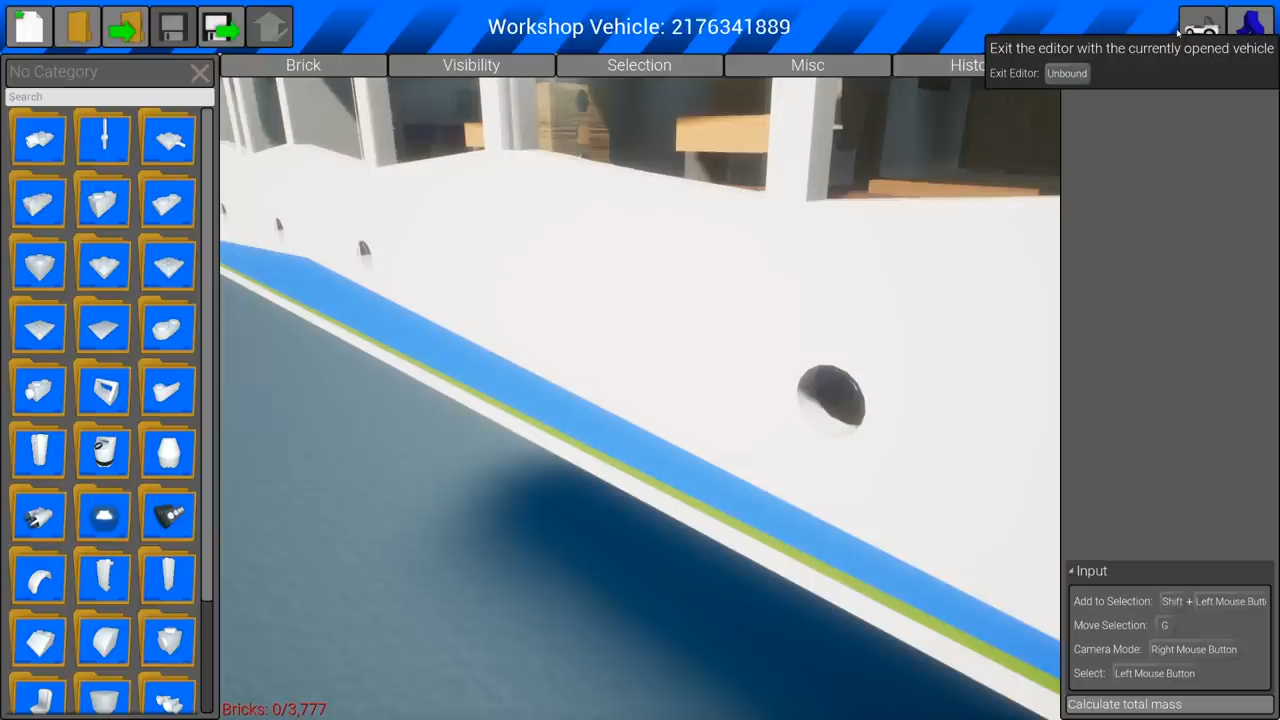 Workshop Vehicle: 2176341889
Exit the editor with the currently opened vehicle
Exit Editor: Unbound
No Category
Search
Brick
Visibility
Selection
Misc
Histo
Input
Add to Selection: Shift + Left Mouse Butt
Move Selection: G
Camera Mode: Right Mouse Button
Select: Left Mouse Button
Calculate total mass
Bricks: 0/3,777